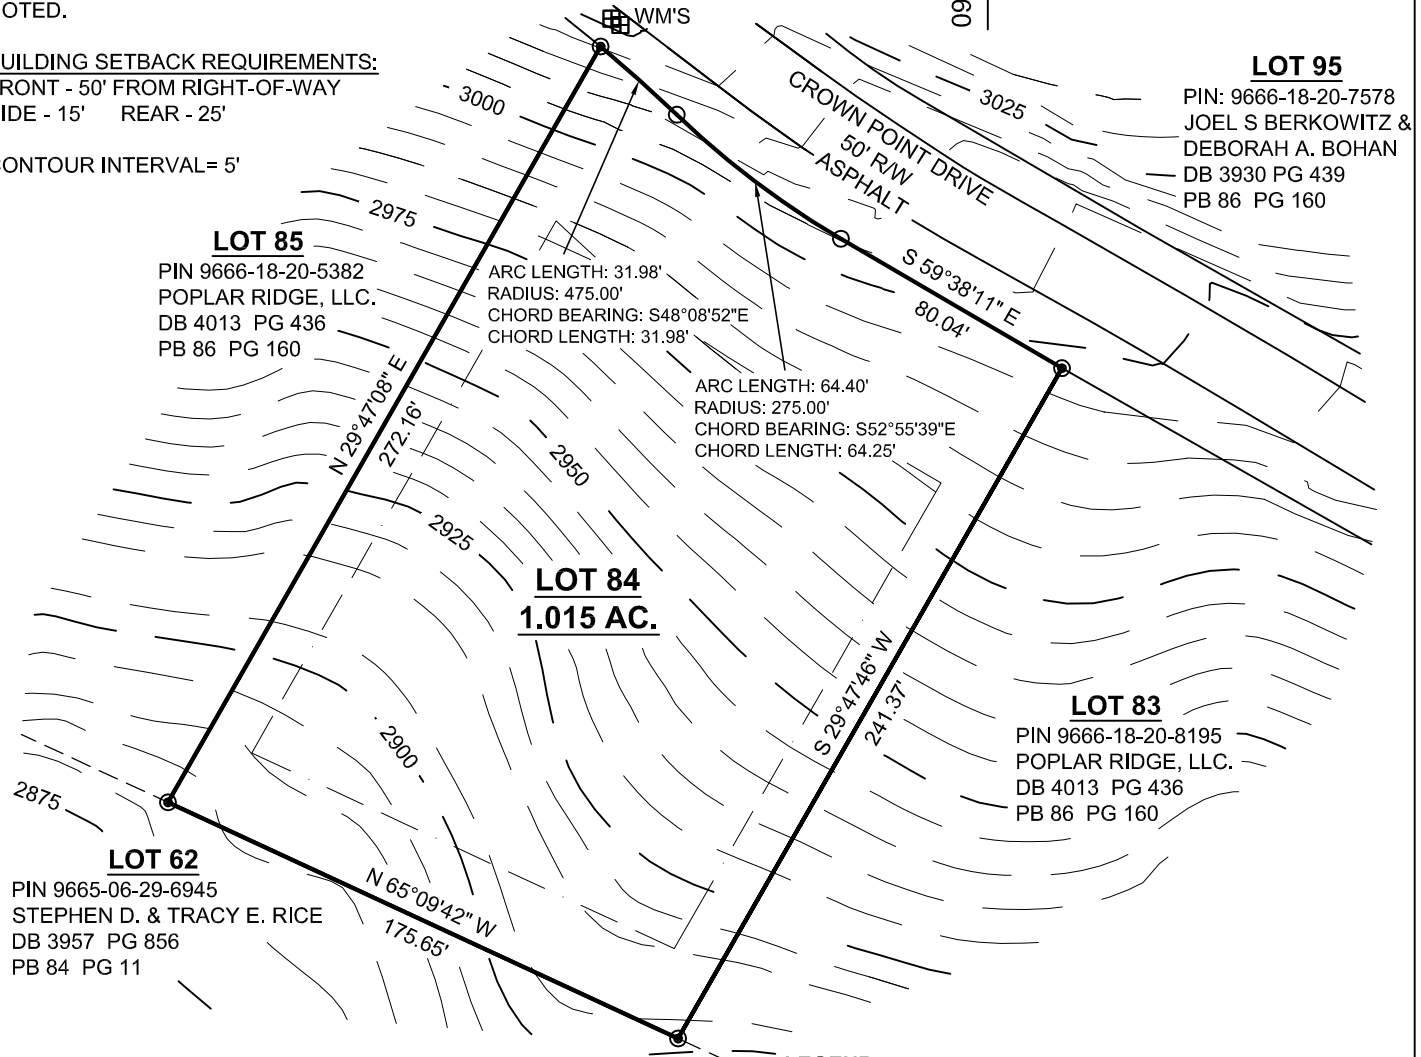 OTED.
UILDING SETBACK REQUIREMENTS:
RONT - 50' FROM RIGHT-OF-WAY
IDE - 15' REAR - 25'
CONTOUR INTERVAL= 5'
WM'S
60
LOT 95
PIN: 9666-18-20-7578
JOEL S BERKOWITZ &
DEBORAH A. BOHAN
DB 3930 PG 439
PB 86 PG 160
3000
3025
CROWN POINT DRIVE
50' R/W
ASPHALT
2975
LOT 85
PIN 9666-18-20-5382
POPLAR RIDGE, LLC.
DB 4013 PG 436
PB 86 PG 160
ARC LENGTH: 31.98'
RADIUS: 475.00'
CHORD BEARING: S48°08'52"E
CHORD LENGTH: 31.98'
S 59°38'11" E
80.04'
ARC LENGTH: 64.40'
RADIUS: 275.00'
CHORD BEARING: S52°55'39"E
CHORD LENGTH: 64.25'
N 29°47'08" E
272.16'
2950
2925
LOT 84
1.015 AC.
S 29°47'46" W
241.37'
2900
LOT 83
PIN 9666-18-20-8195
POPLAR RIDGE, LLC.
DB 4013 PG 436
PB 86 PG 160
2875
LOT 62
PIN 9665-06-29-6945
STEPHEN D. & TRACY E. RICE
DB 3957 PG 856
PB 84 PG 11
N 65°09'42" W
175.65'
LEGEND